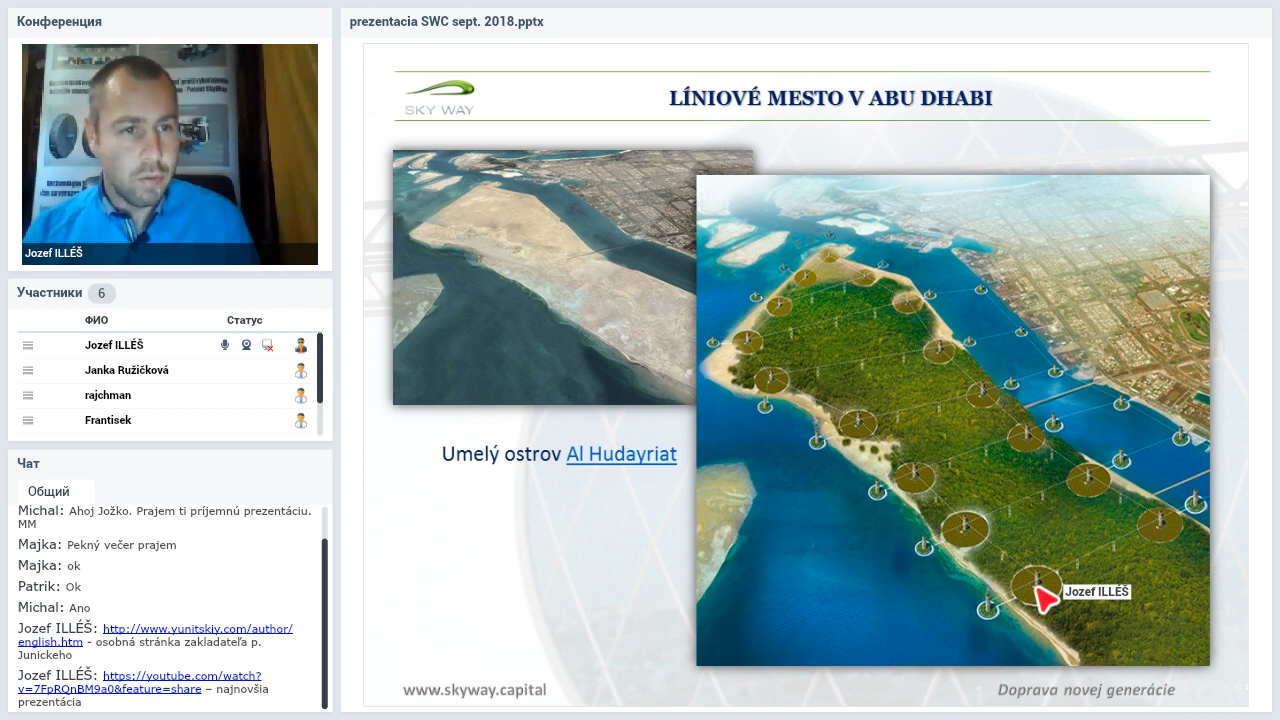 Конференция
Jozef ILLÉŠ
Участники 6
ФИО Статус
Jozef ILLÉŠ
Janka Ružičková
rajchman
Frantisek
Чат
Общий
Michal: Ahoj Jožko. Prajem ti príjemnú prezentáciu.
MM
Majka: Pekný večer prajem
Majka: ok
Patrik: Ok
Michal: Ano
Jozef ILLÉŠ: http://www.yunitskiy.com/author/
english.htm - osobná stránka zakladateľa p.
Junickeho
Jozef ILLÉŠ: https://youtube.com/watch?
v=7FpRQnBM9a0&feature=share – najnovšia
prezentácia
prezentacia SWC sept. 2018.pptx
SKY WAY
LÍNIOVÉ MESTO V ABU DHABI
Umelý ostrov Al Hudayriat
Jozef ILLÉŠ
www.skyway.capital
Doprava novej generácie